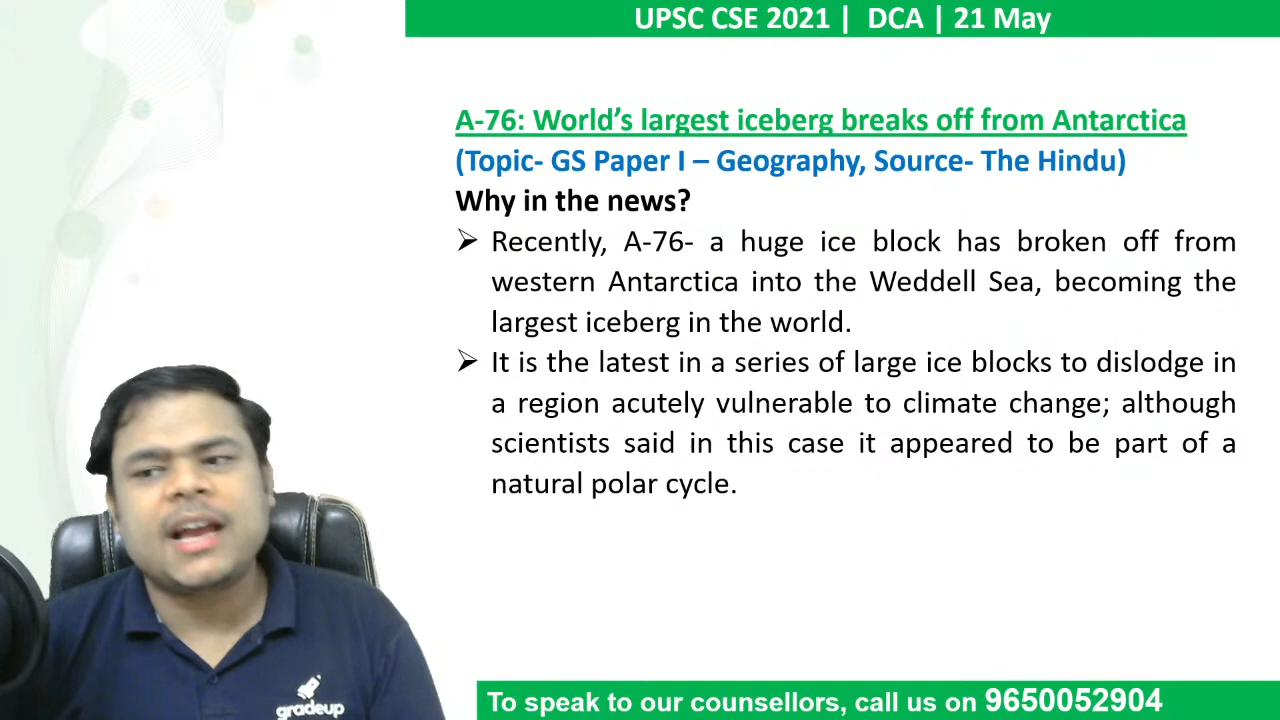 UPSC CSE 2021 | DCA | 21 May
A-76: World’s largest iceberg breaks off from Antarctica
(Topic- GS Paper I – Geography, Source- The Hindu)
Why in the news?
➢ Recently, A-76- a huge ice block has broken off from
western Antarctica into the Weddell Sea, becoming the
largest iceberg in the world.
➢ It is the latest in a series of large ice blocks to dislodge in
a region acutely vulnerable to climate change; although
scientists said in this case it appeared to be part of a
natural polar cycle.
gradeup
To speak to our counsellors, call us on 9650052904